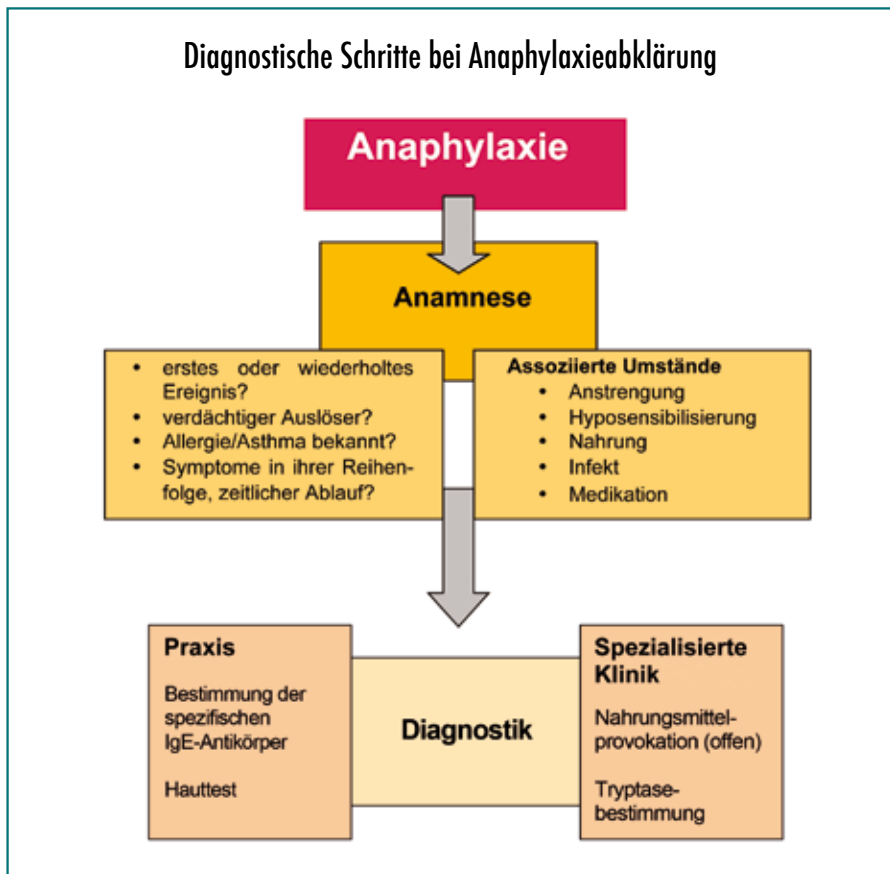 Diagnostische Schritte bei Anaphylaxieabklärung
Anaphylaxie
Anamnese
• erstes oder wiederholtes
Ereignis?
• verdächtiger Auslöser?
• Allergie/Asthma bekannt?
• Symptome in ihrer Reihen-
folge, zeitlicher Ablauf?
Assoziierte Umstände
• Anstrengung
• Hyposensibilisierung
• Nahrung
• Infekt
• Medikation
Praxis
Bestimmung der
spezifischen
IgE-Antikörper
Hauttest
Diagnostik
Spezialisierte
Klinik
Nahrungsmittel-
provokation (offen)
Tryptase-
bestimmung